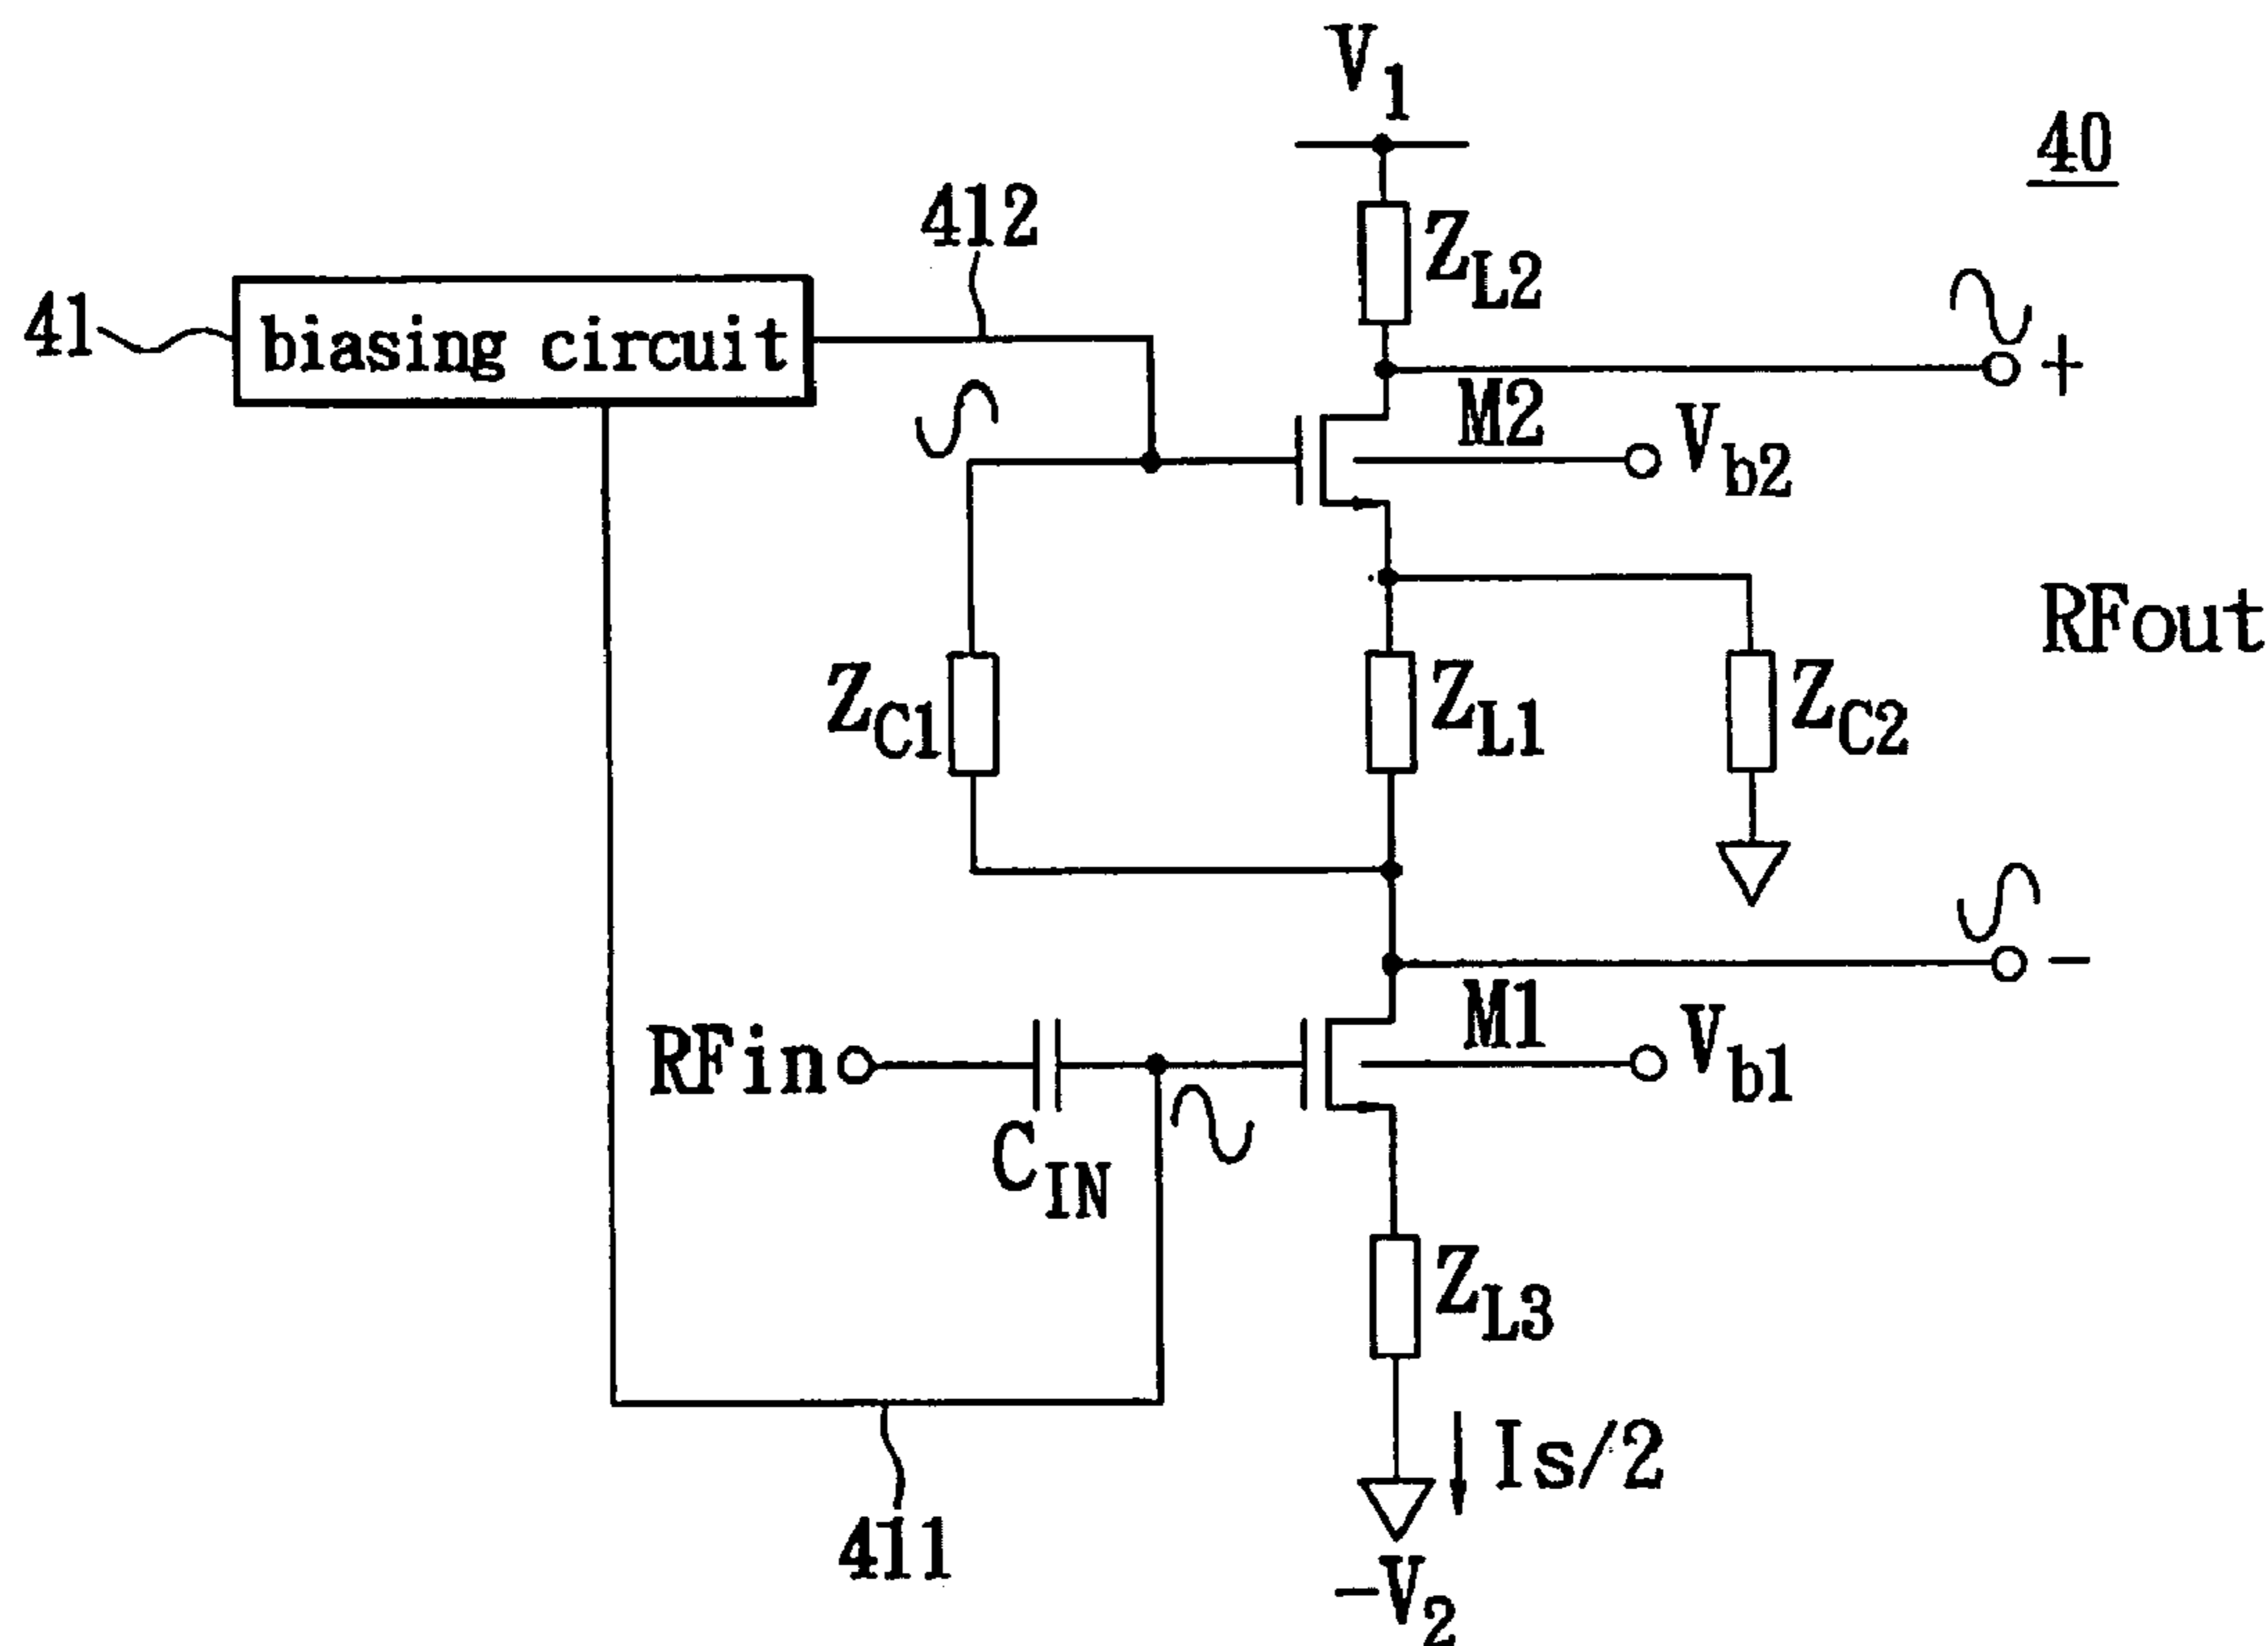 V1
40
412
ZL2
41
biasing circuit
+
M2
Vb2
RFout
ZC1
ZL1
ZC2
-
M1
Vb1
RFin
CIN
ZL3
Is/2
411
-V2